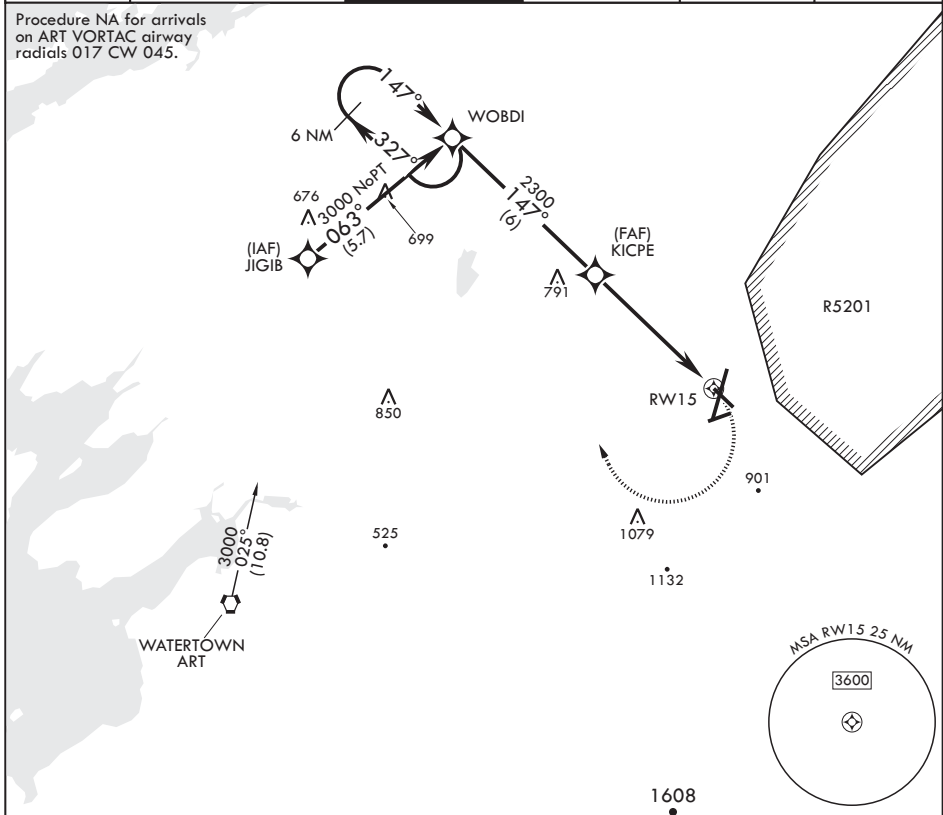 Procedure NA for arrivals
on ART VORTAC airway
radials 017 CW 045.
147°
WOBDI
6 NM
327°
676
3000 NoPT
063°
(5.7)
699
(IAF)
JIGIB
2300
147°
(6)
(FAF)
KICPE
791
R5201
RW15
850
901
1079
525
1132
3000
025°
(10.8)
WATERTOWN
ART
MSA RW15 25 NM
3600
1608